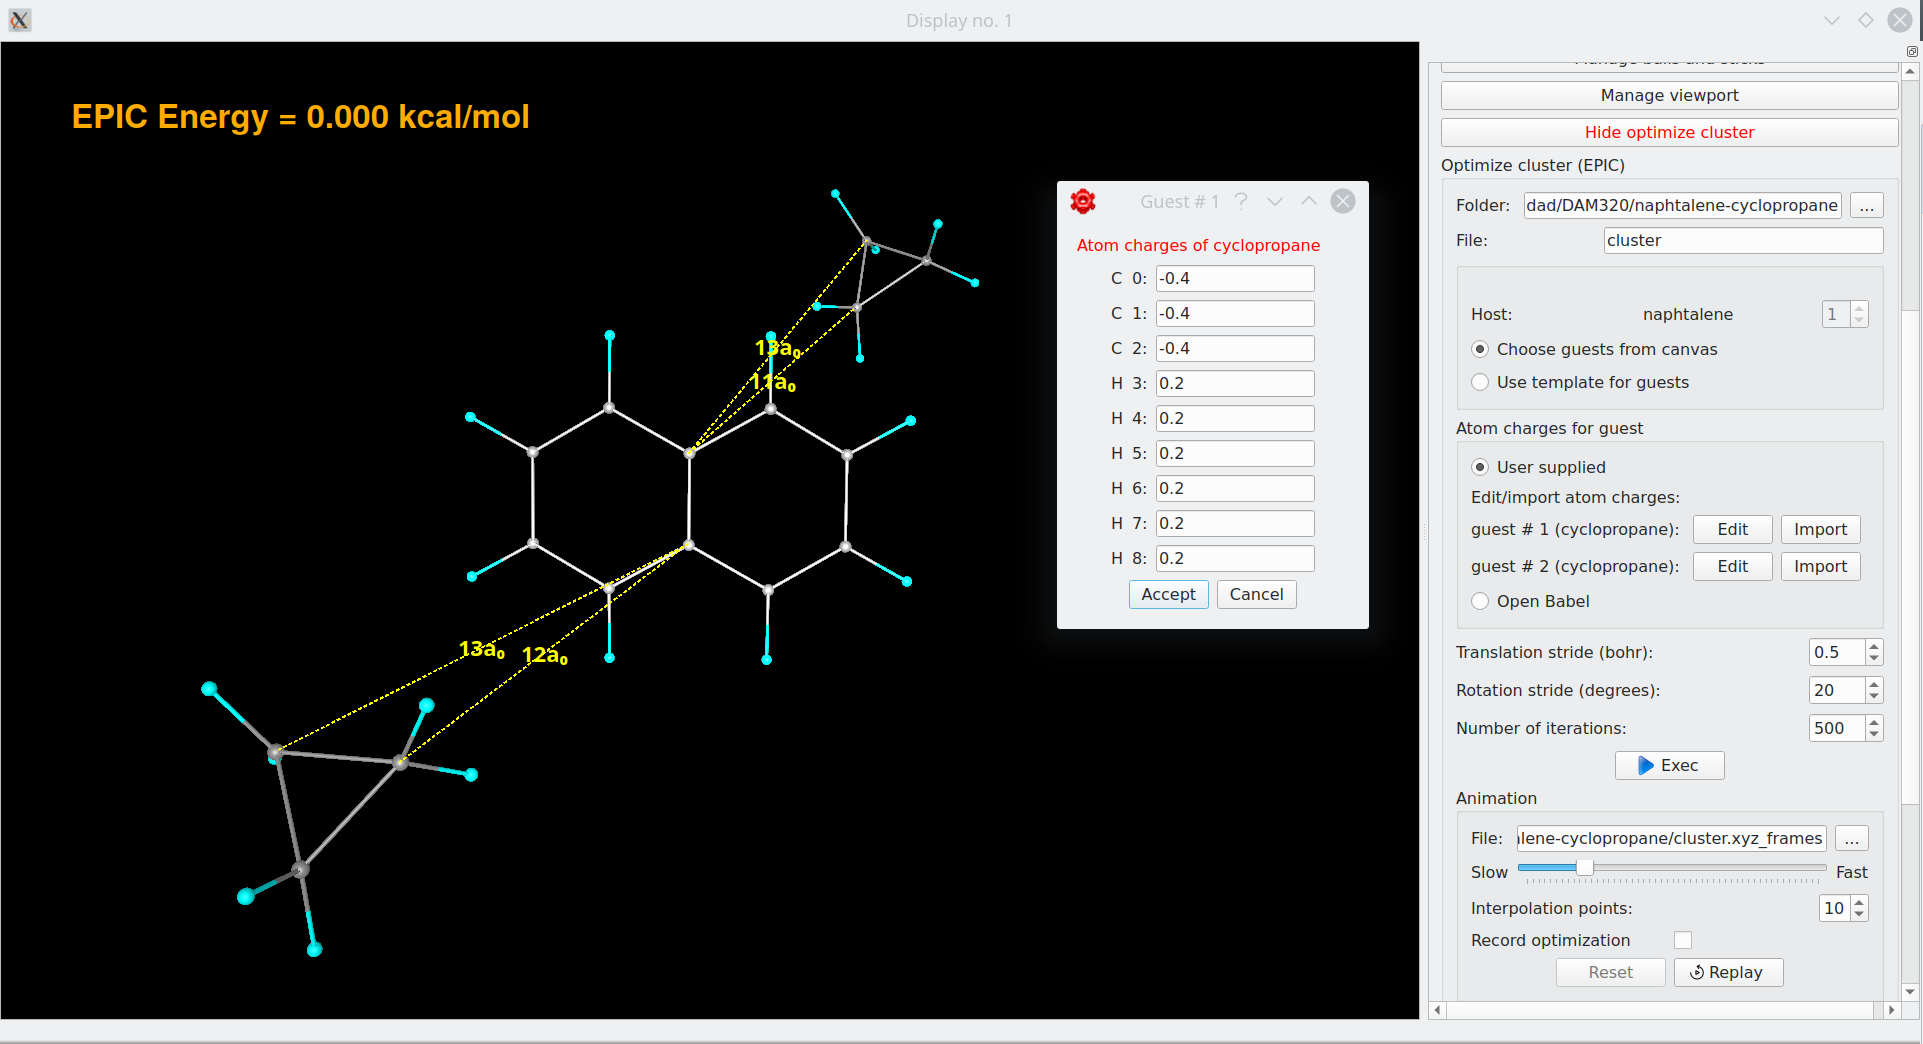 Display no. 1
EPIC Energy = 0.000 kcal/mol
13a₀
11a₀
13a₀
12a₀
Guest # 1
Atom charges of cyclopropane
C 0: -0.4
C 1: -0.4
C 2: -0.4
H 3: 0.2
H 4: 0.2
H 5: 0.2
H 6: 0.2
H 7: 0.2
H 8: 0.2
Accept Cancel
Manage viewport
Hide optimize cluster
Optimize cluster (EPIC)
Folder: dad/DAM320/naphtalene-cyclopropane ...
File: cluster
Host: naphtalene 1
Choose guests from canvas
Use template for guests
Atom charges for guest
User supplied
Edit/import atom charges:
guest # 1 (cyclopropane): Edit Import
guest # 2 (cyclopropane): Edit Import
Open Babel
Translation stride (bohr): 0.5
Rotation stride (degrees): 20
Number of iterations: 500
Exec
Animation
File: lene-cyclopropane/cluster.xyz_frames ...
Slow Fast
Interpolation points: 10
Record optimization
Reset Replay